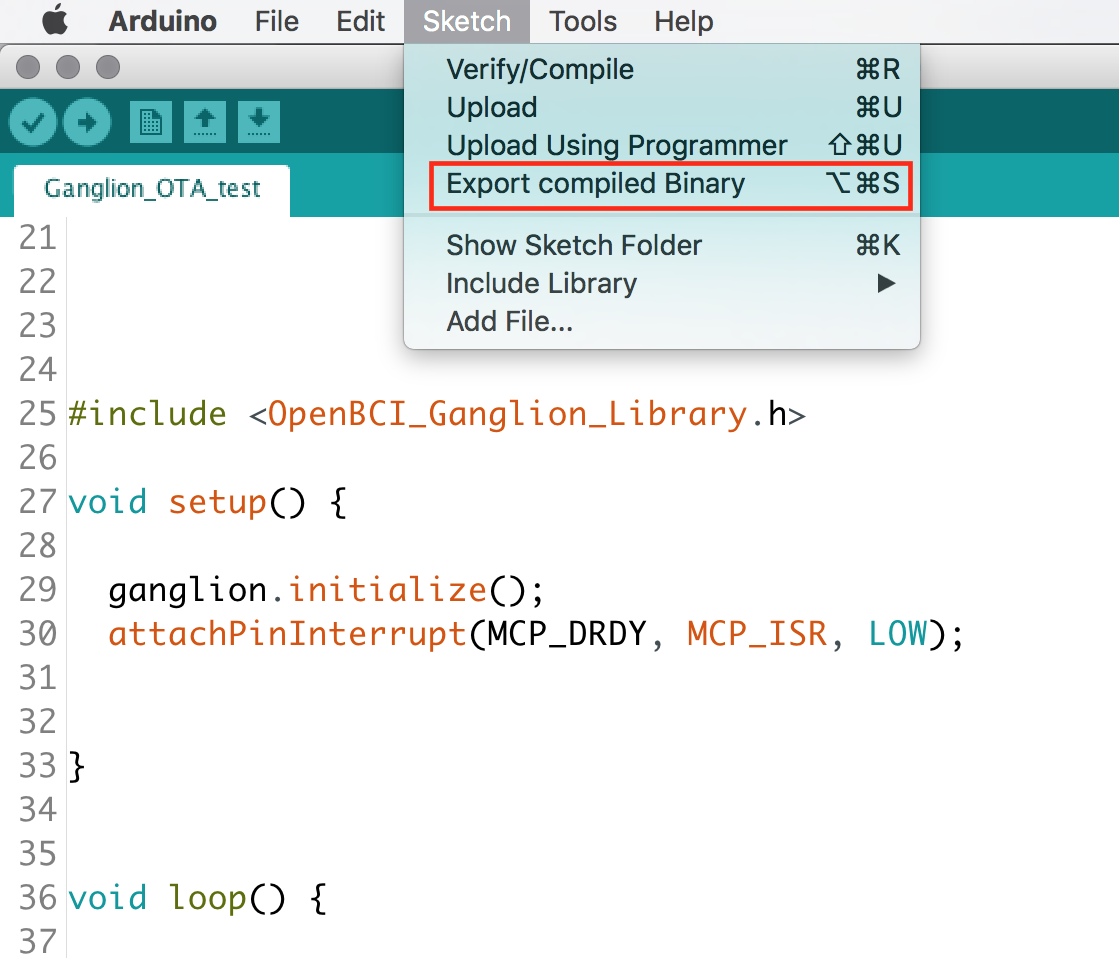 Arduino File Edit Sketch Tools Help
Verify/Compile ⌘R
Upload ⌘U
Upload Using Programmer ⇧⌘U
Export compiled Binary ⌥⌘S
Show Sketch Folder ⌘K
Include Library ▶
Add File...
Ganglion_OTA_test
21
22
23
24
25 #include <OpenBCI_Ganglion_Library.h>
26
27 void setup() {
28
29 ganglion.initialize();
30 attachPinInterrupt(MCP_DRDY, MCP_ISR, LOW);
31
32
33 }
34
35
36 void loop() {
37